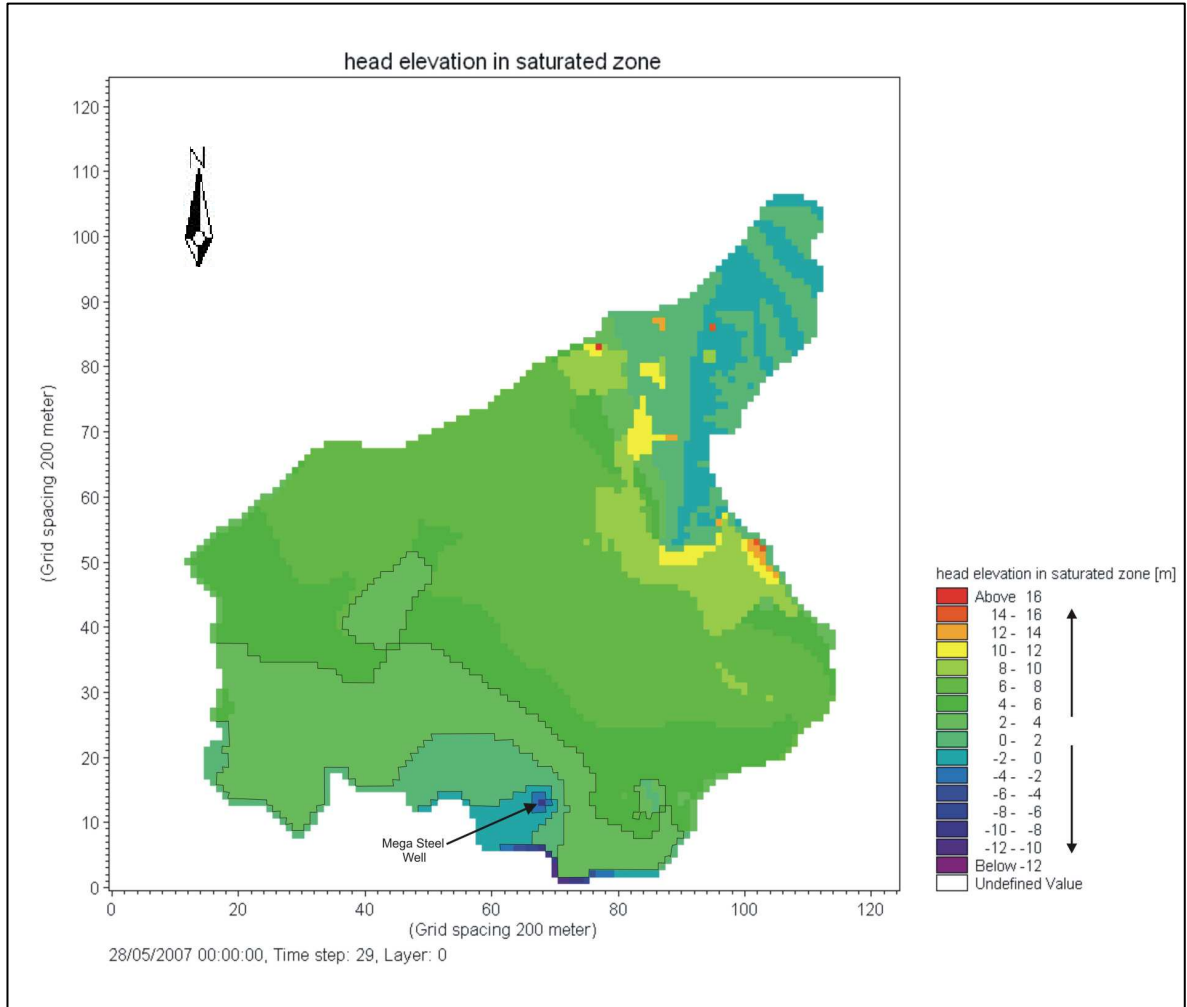 head elevation in saturated zone
N
120
110
100
90
80
70
60
50
40
30
20
10
0
(Grid spacing 200 meter)
Mega Steel
Well
0 20 40 60 80 100 120
(Grid spacing 200 meter)
28/05/2007 00:00:00, Time step: 29, Layer: 0
head elevation in saturated zone [m]
Above 16
14 - 16
12 - 14
10 - 12
8 - 10
6 - 8
4 - 6
2 - 4
0 - 2
-2 - 0
-4 - -2
-6 - -4
-8 - -6
-10 - -8
-12 - -10
Below -12
Undefined Value